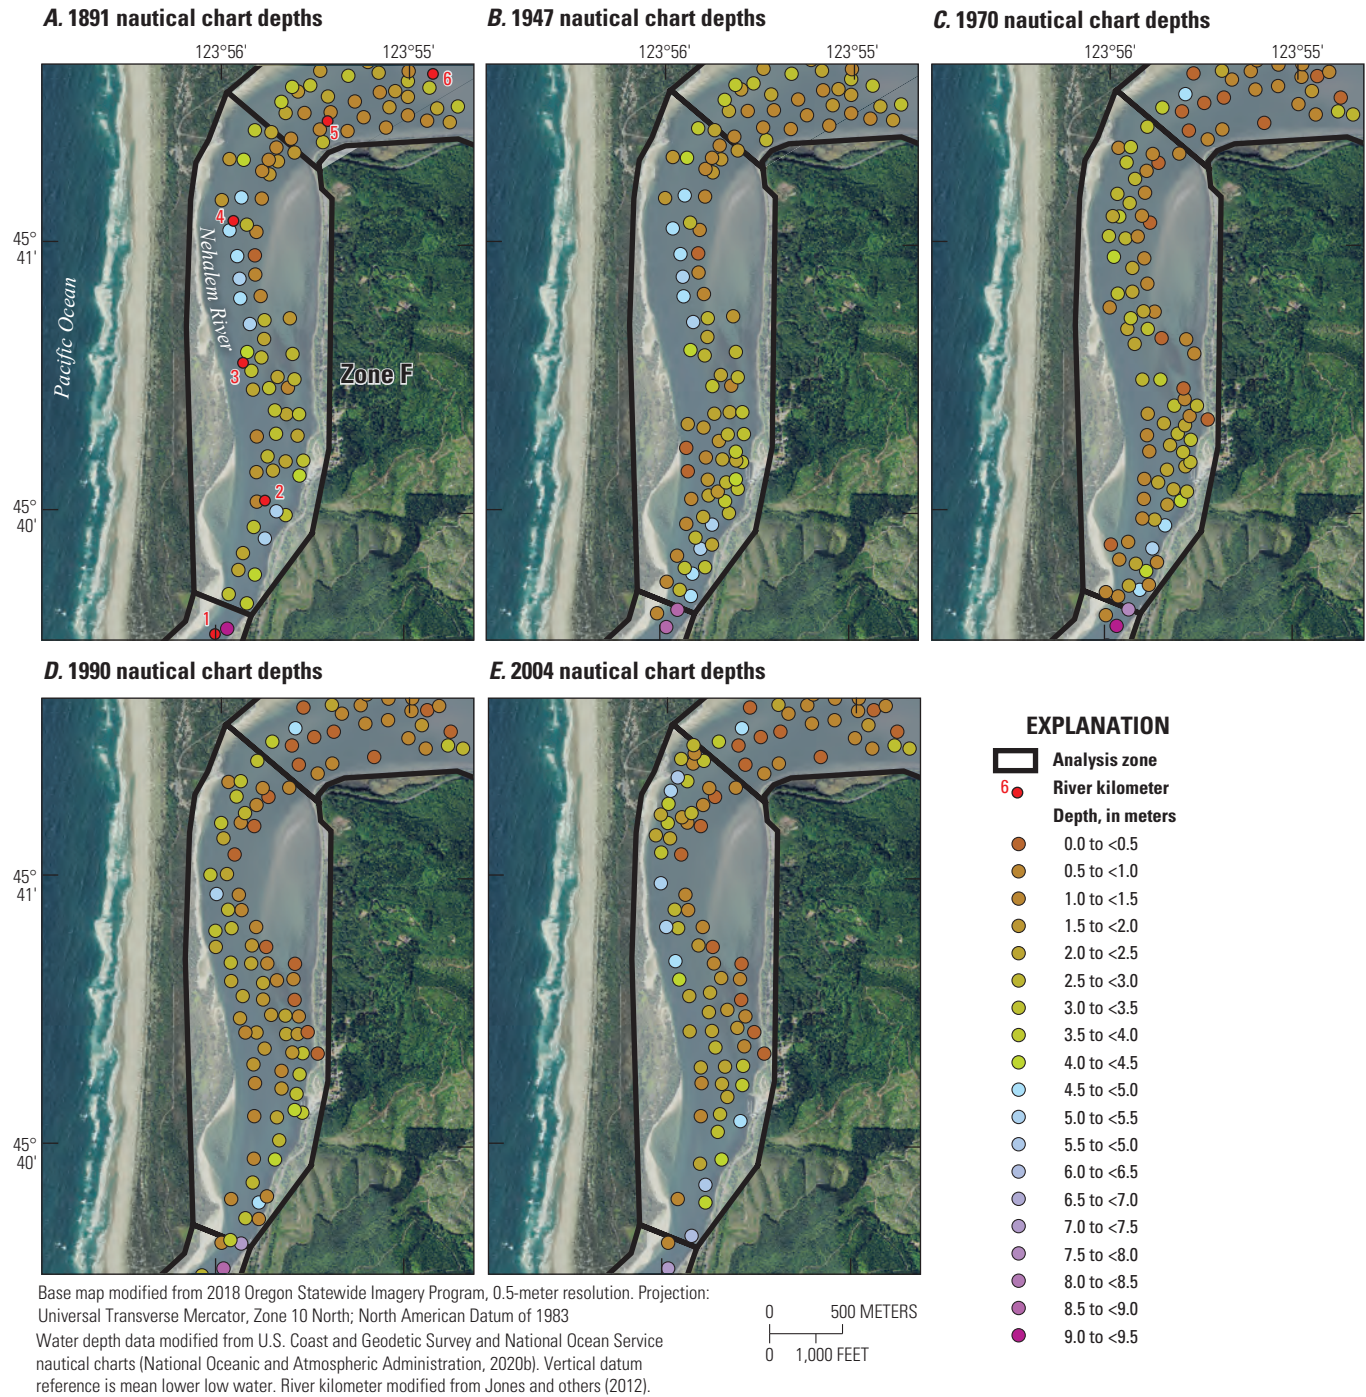 A. 1891 nautical chart depths
B. 1947 nautical chart depths
C. 1970 nautical chart depths
123°56' 123°55'
123°56' 123°55'
123°56' 123°55'
45°
41'
45°
40'
Pacific Ocean
Nehalem River
Zone F
6
5
4
3
2
1
D. 1990 nautical chart depths
E. 2004 nautical chart depths
45°
41'
45°
40'
EXPLANATION
Analysis zone
6 River kilometer
Depth, in meters
0.0 to <0.5
0.5 to <1.0
1.0 to <1.5
1.5 to <2.0
2.0 to <2.5
2.5 to <3.0
3.0 to <3.5
3.5 to <4.0
4.0 to <4.5
4.5 to <5.0
5.0 to <5.5
5.5 to <5.0
6.0 to <6.5
6.5 to <7.0
7.0 to <7.5
7.5 to <8.0
8.0 to <8.5
8.5 to <9.0
9.0 to <9.5
Base map modified from 2018 Oregon Statewide Imagery Program, 0.5-meter resolution. Projection:
Universal Transverse Mercator, Zone 10 North; North American Datum of 1983
Water depth data modified from U.S. Coast and Geodetic Survey and National Ocean Service
nautical charts (National Oceanic and Atmospheric Administration, 2020b). Vertical datum
reference is mean lower low water. River kilometer modified from Jones and others (2012).
0 500 METERS
0 1,000 FEET